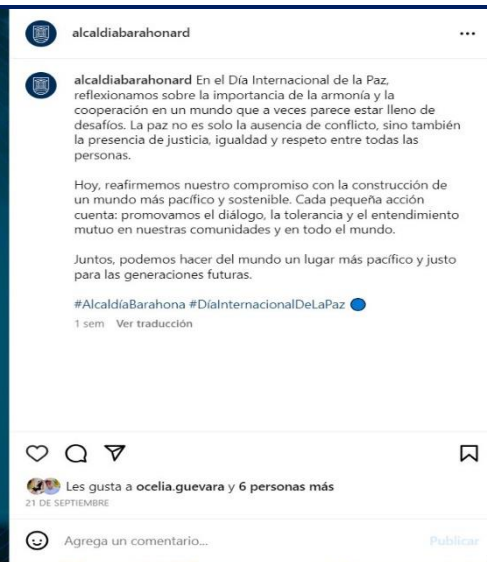 alcaldiabarahonard
alcaldiabarahonard En el Día Internacional de la Paz,
reflexionamos sobre la importancia de la armonía y la
cooperación en un mundo que a veces parece estar lleno de
desafíos. La paz no es solo la ausencia de conflicto, sino también
la presencia de justicia, igualdad y respeto entre todas las
personas.
Hoy, reafirmemos nuestro compromiso con la construcción de
un mundo más pacífico y sostenible. Cada pequeña acción
cuenta: promovamos el diálogo, la tolerancia y el entendimiento
mutuo en nuestras comunidades y en todo el mundo.
Juntos, podemos hacer del mundo un lugar más pacífico y justo
para las generaciones futuras.
#AlcaldíaBarahona #DíaInternacionalDeLaPaz
1 sem Ver traducción
Les gusta a ocelia.guevara y 6 personas más
21 DE SEPTIEMBRE
Agrega un comentario... Publicar